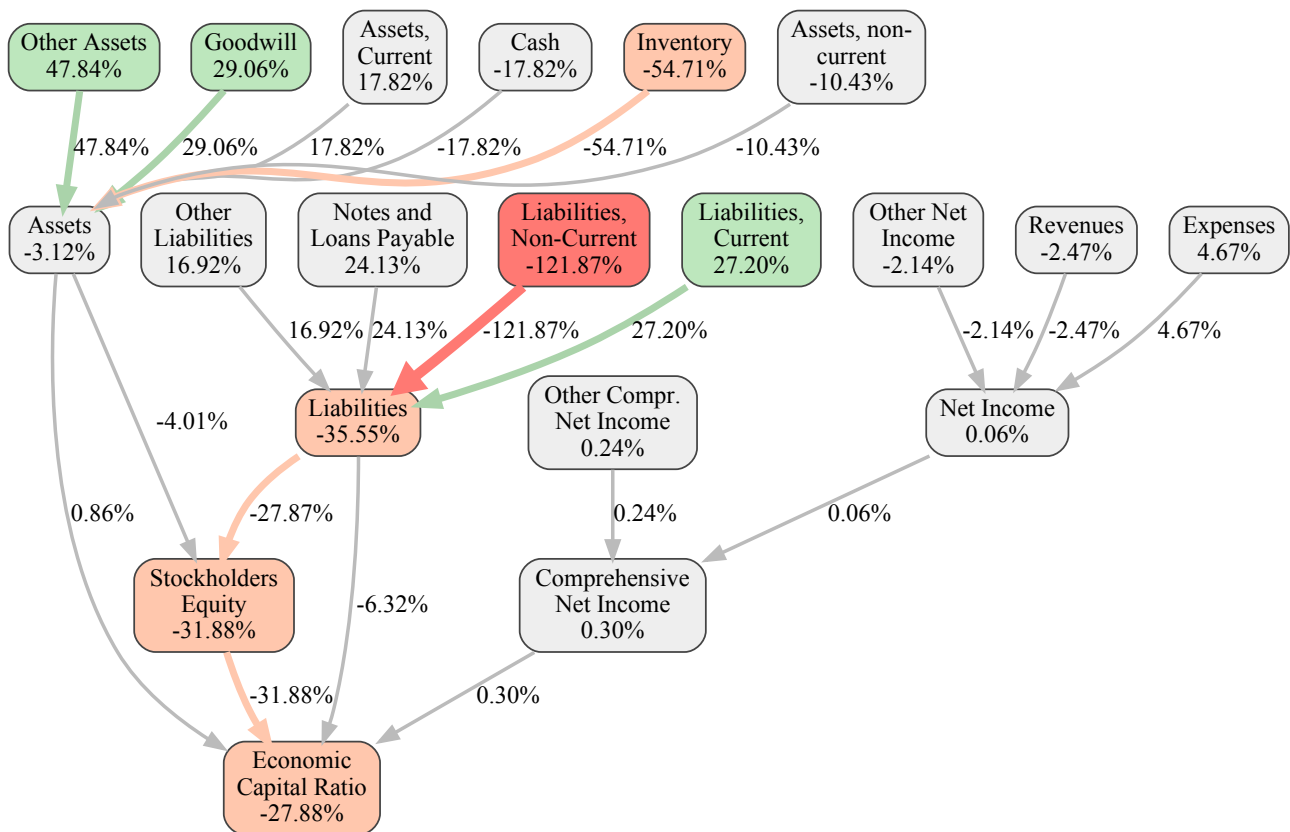 Other Assets
47.84%
Goodwill
29.06%
Assets,
Current
17.82%
Cash
-17.82%
Inventory
-54.71%
Assets, non-
current
-10.43%
47.84%
29.06%
17.82%
-17.82%
-54.71%
-10.43%
Assets
-3.12%
Other
Liabilities
16.92%
Notes and
Loans Payable
24.13%
Liabilities,
Non-Current
-121.87%
Liabilities,
Current
27.20%
Other Net
Income
-2.14%
Revenues
-2.47%
Expenses
4.67%
16.92%
24.13%
-121.87%
27.20%
-2.14%
-2.47%
4.67%
-4.01%
Liabilities
-35.55%
Other Compr.
Net Income
0.24%
Net Income
0.06%
0.86%
-27.87%
0.24%
0.06%
Stockholders
Equity
-31.88%
-6.32%
Comprehensive
Net Income
0.30%
-31.88%
0.30%
Economic
Capital Ratio
-27.88%